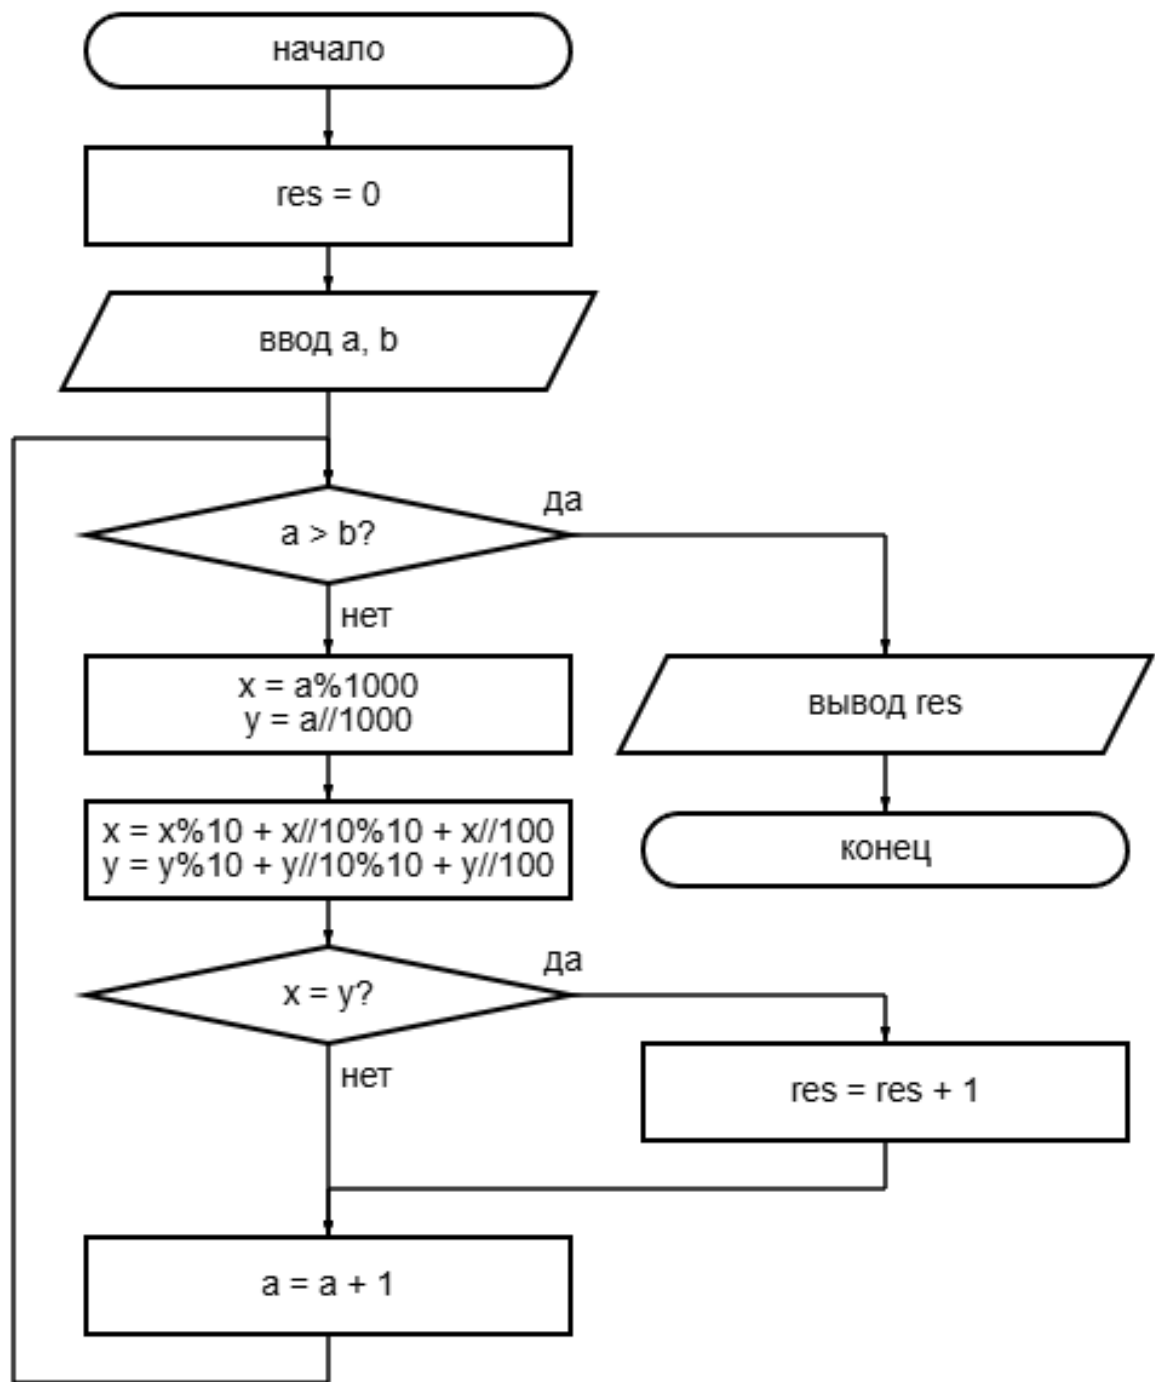 начало
res = 0
ввод a, b
a > b?
да
нет
x = a%1000
y = a//1000
вывод res
x = x%10 + x//10%10 + x//100
y = y%10 + y//10%10 + y//100
конец
x = y?
да
нет
res = res + 1
a = a + 1